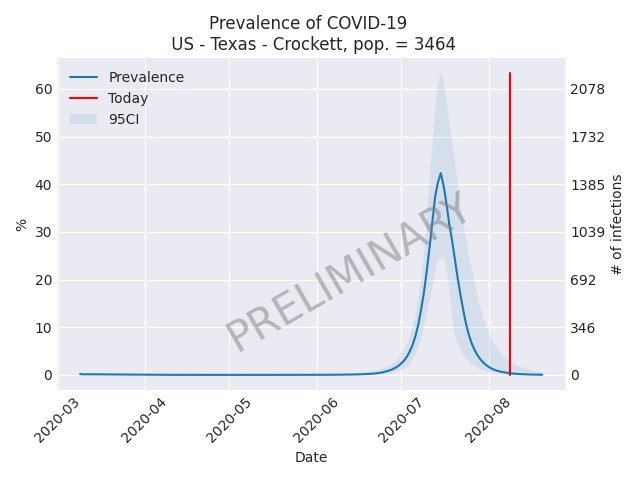 Prevalence of COVID-19
US - Texas - Crockett, pop. = 3464
Prevalence
Today
95CI
60
50
40
30
20
10
0
%
2078
1732
1385
1039
692
346
0
# of infections
PRELIMINARY
2020-03
2020-04
2020-05
2020-06
2020-07
2020-08
Date